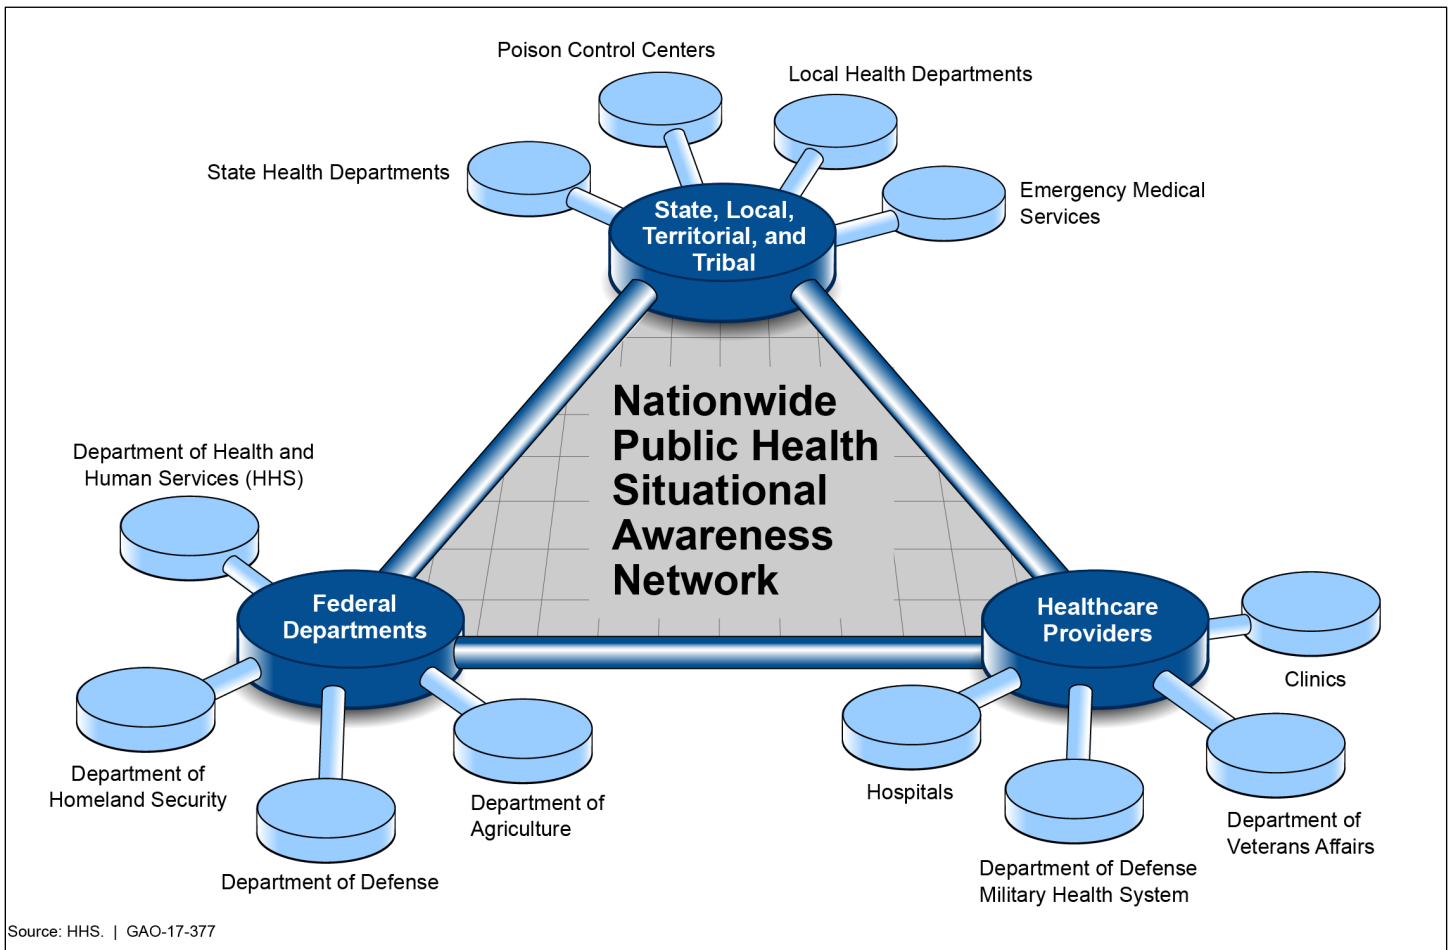 Poison Control Centers
Local Health Departments
State Health Departments
Emergency Medical
Services
State, Local,
Territorial, and
Tribal
Nationwide
Public Health
Situational
Awareness
Network
Department of Health and
Human Services (HHS)
Federal
Departments
Healthcare
Providers
Clinics
Department of
Homeland Security
Department of
Agriculture
Department of Defense
Hospitals
Department of
Veterans Affairs
Department of Defense
Military Health System
Source: HHS. | GAO-17-377